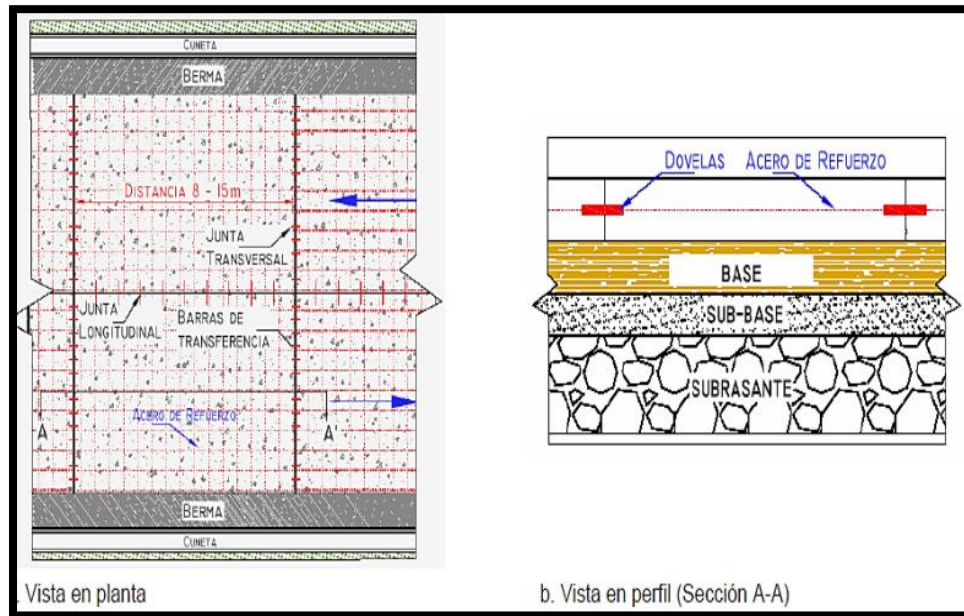 CUNETA
BERMA
DISTANCIA 8 - 15m
JUNTA
TRANSVERSAL
JUNTA
LONGITUDINAL
BARRAS DE
TRANSFERENCIA
ACERO DE REFUERZO
A
A'
BERMA
CUNETA
. Vista en planta
DOVELAS ACERO DE REFUERZO
BASE
SUB-BASE
SUBRASANTE
b. Vista en perfil (Sección A-A)